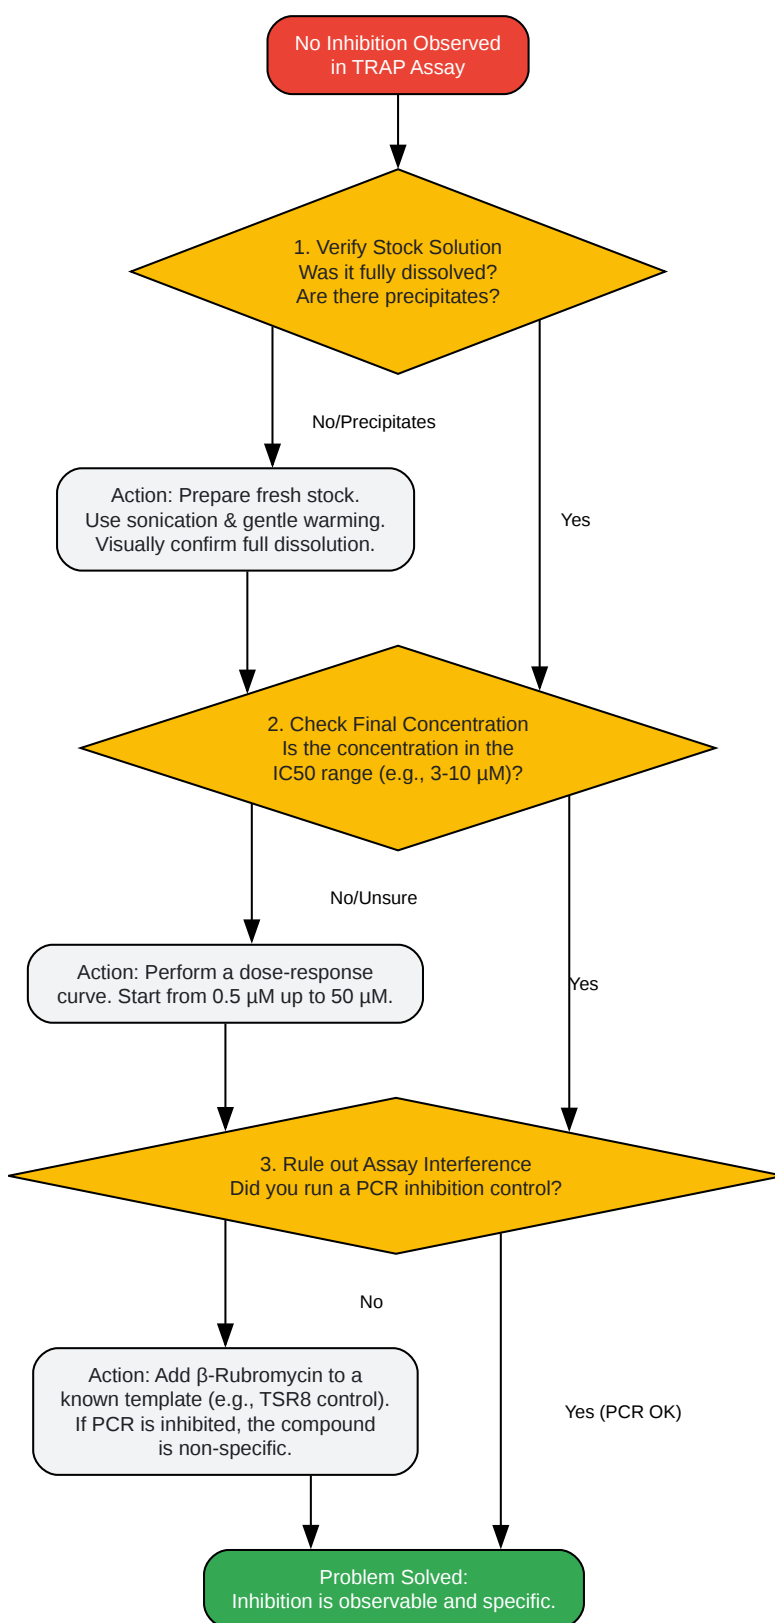 No Inhibition Observed
in TRAP Assay
1. Verify Stock Solution
Was it fully dissolved?
Are there precipitates?
No/Precipitates
Action: Prepare fresh stock.
Use sonication & gentle warming.
Visually confirm full dissolution.
Yes
2. Check Final Concentration
Is the concentration in the
IC50 range (e.g., 3-10 µM)?
No/Unsure
Action: Perform a dose-response
curve. Start from 0.5 µM up to 50 µM.
Yes
3. Rule out Assay Interference
Did you run a PCR inhibition control?
No
Action: Add β-Rubromycin to a
known template (e.g., TSR8 control).
If PCR is inhibited, the compound
is non-specific.
Yes (PCR OK)
Problem Solved:
Inhibition is observable and specific.